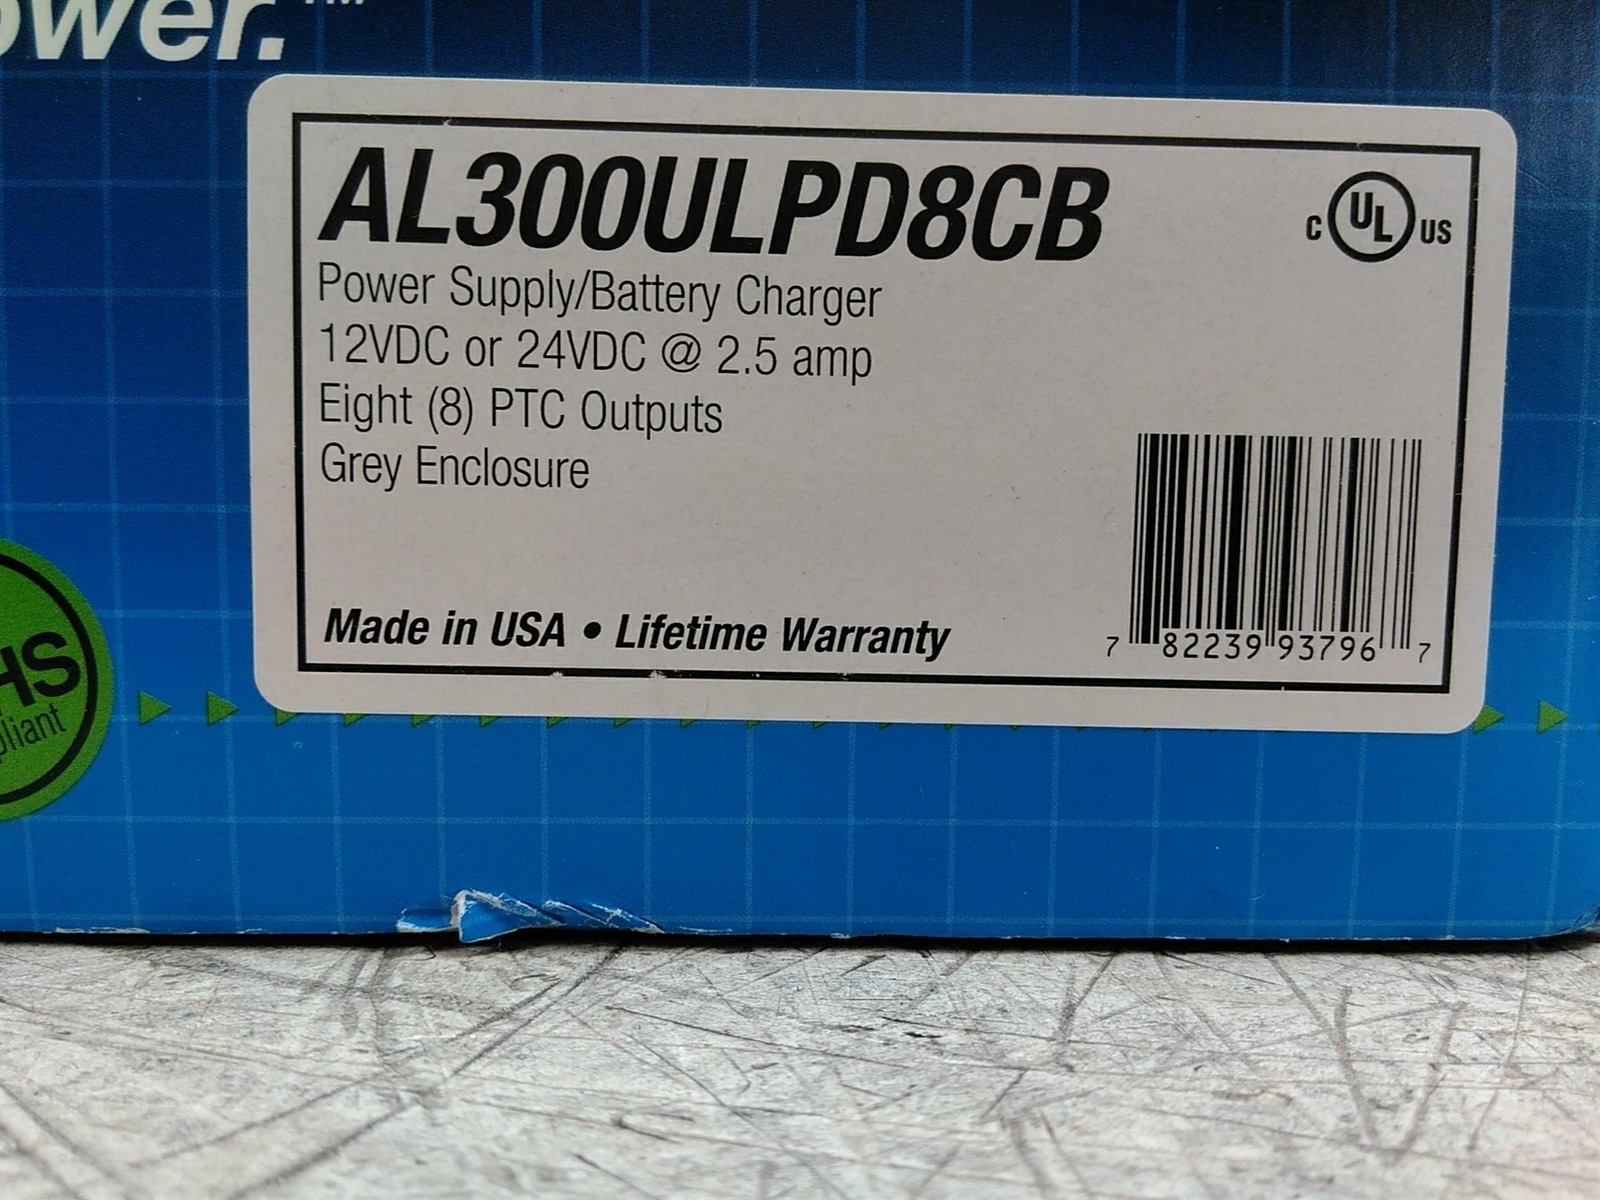 ower.™
AL300ULPD8CB
C UL US
Power Supply/Battery Charger
12VDC or 24VDC @ 2.5 amp
Eight (8) PTC Outputs
Grey Enclosure
Made in USA • Lifetime Warranty
7 82239 93796 7
HS
pliant